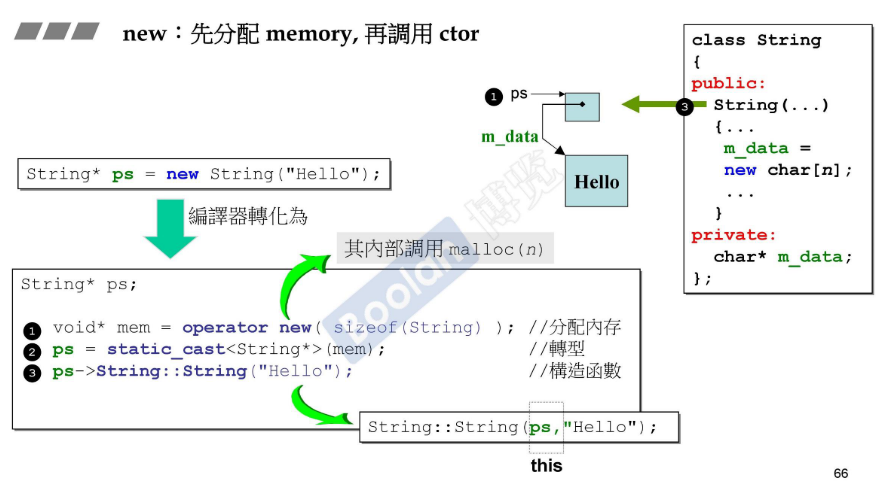 new：先分配 memory, 再調用 ctor
class String
{
public:
String(...)
{...
m_data =
new char[n];
...
}
private:
char* m_data;
};
1 ps
3
m_data
Hello
String* ps = new String("Hello");
編譯器轉化為
其內部調用 malloc(n)
String* ps;
1 void* mem = operator new( sizeof(String) ); //分配內存
2 ps = static_cast<String*>(mem); //轉型
3 ps->String::String("Hello"); //構造函數
String::String(ps,"Hello");
this
Boolan 博览
66